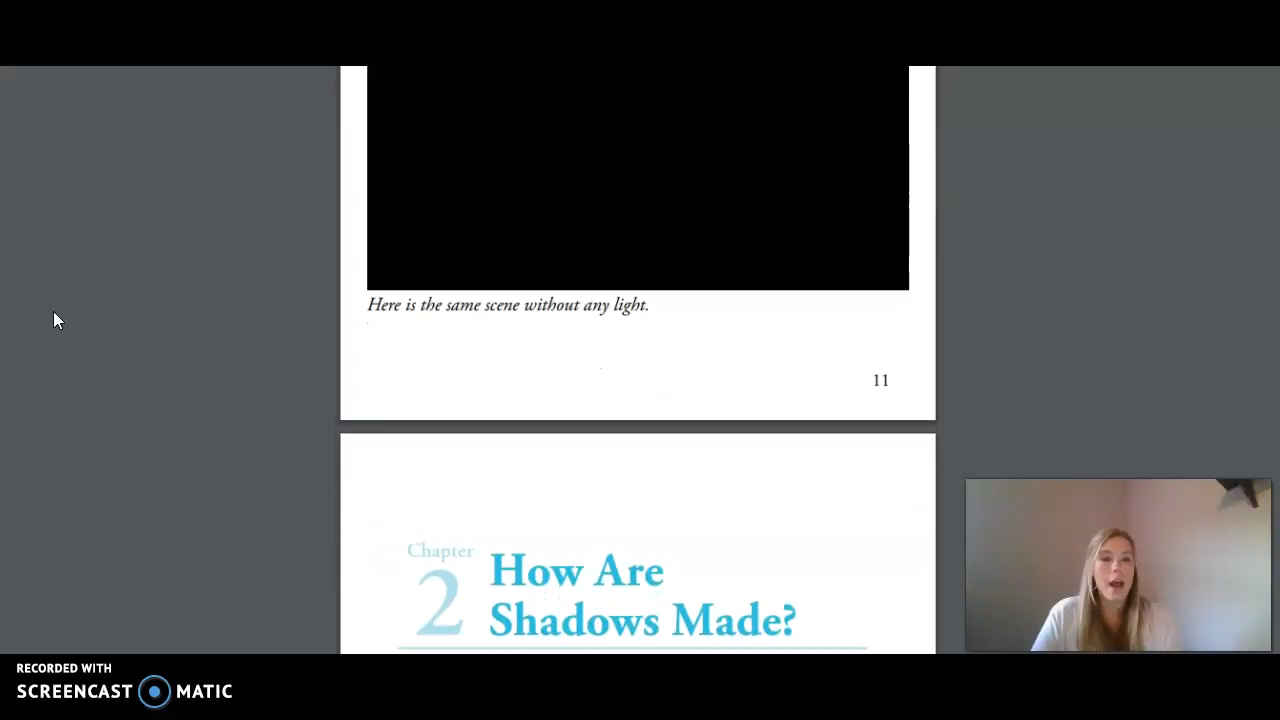 Here is the same scene without any light.
11
Chapter
2
How Are
Shadows Made?
RECORDED WITH
SCREENCAST MATIC